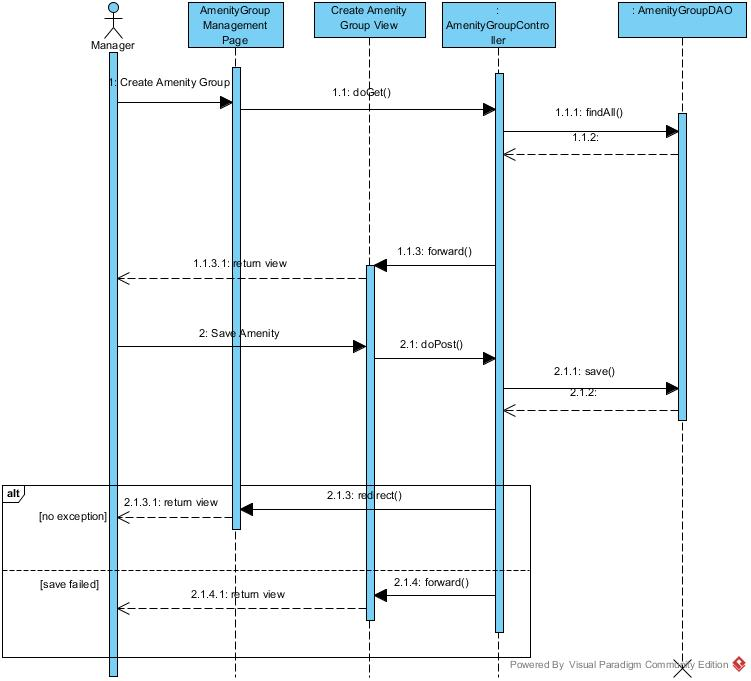 AmenityGroup
Management
Page
Create Amenity
Group View
:
AmenityGroupContro
ller
: AmenityGroupDAO
Manager
1: Create Amenity Group
1.1: doGet()
1.1.1: findAll()
1.1.2:
1.1.3: forward()
1.1.3.1: return view
2: Save Amenity
2.1: doPost()
2.1.1: save()
2.1.2:
alt
2.1.3: redirect()
2.1.3.1: return view
[no exception]
[save failed]
2.1.4: forward()
2.1.4.1: return view
Powered By Visual Paradigm Community Edition